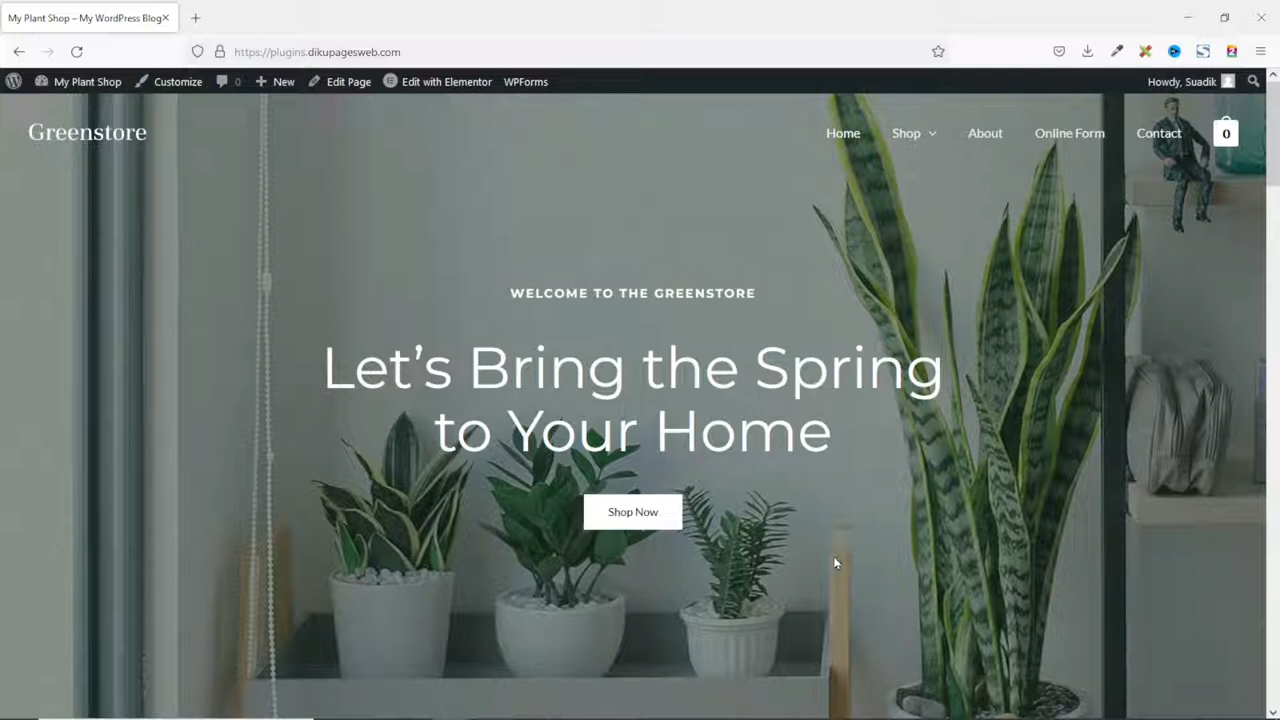 My Plant Shop – My WordPress Blog
https://plugins.dikupagesweb.com
My Plant Shop Customize 0 New Edit Page Edit with Elementor WPForms Howdy, Suadik
Greenstore Home Shop About Online Form Contact 0
WELCOME TO THE GREENSTORE
Let’s Bring the Spring
to Your Home
Shop Now